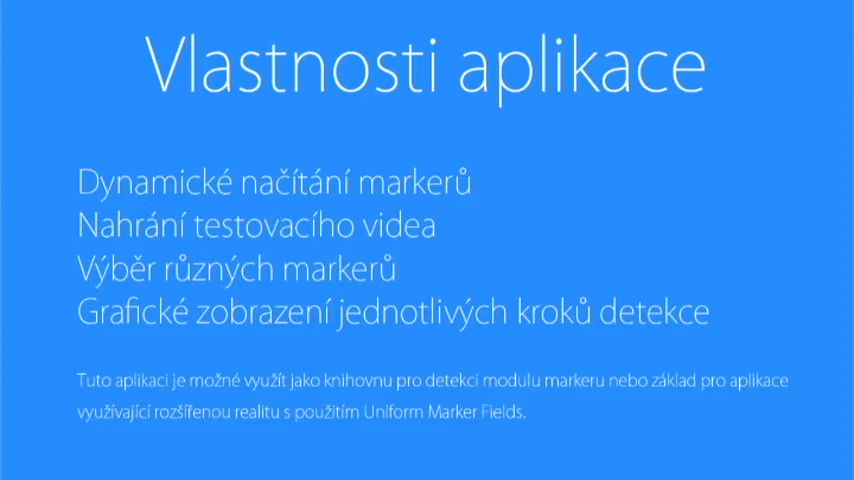 Vlastnosti aplikace
Dynamické načítání markerů
Nahrání testovacího videa
Výběr různých markerů
Grafické zobrazení jednotlivých kroků detekce
Tuto aplikaci je možné využít jako knihovnu pro detekci modulu markeru nebo základ pro aplikace
využívající rozšířenou realitu s použitím Uniform Marker Fields.